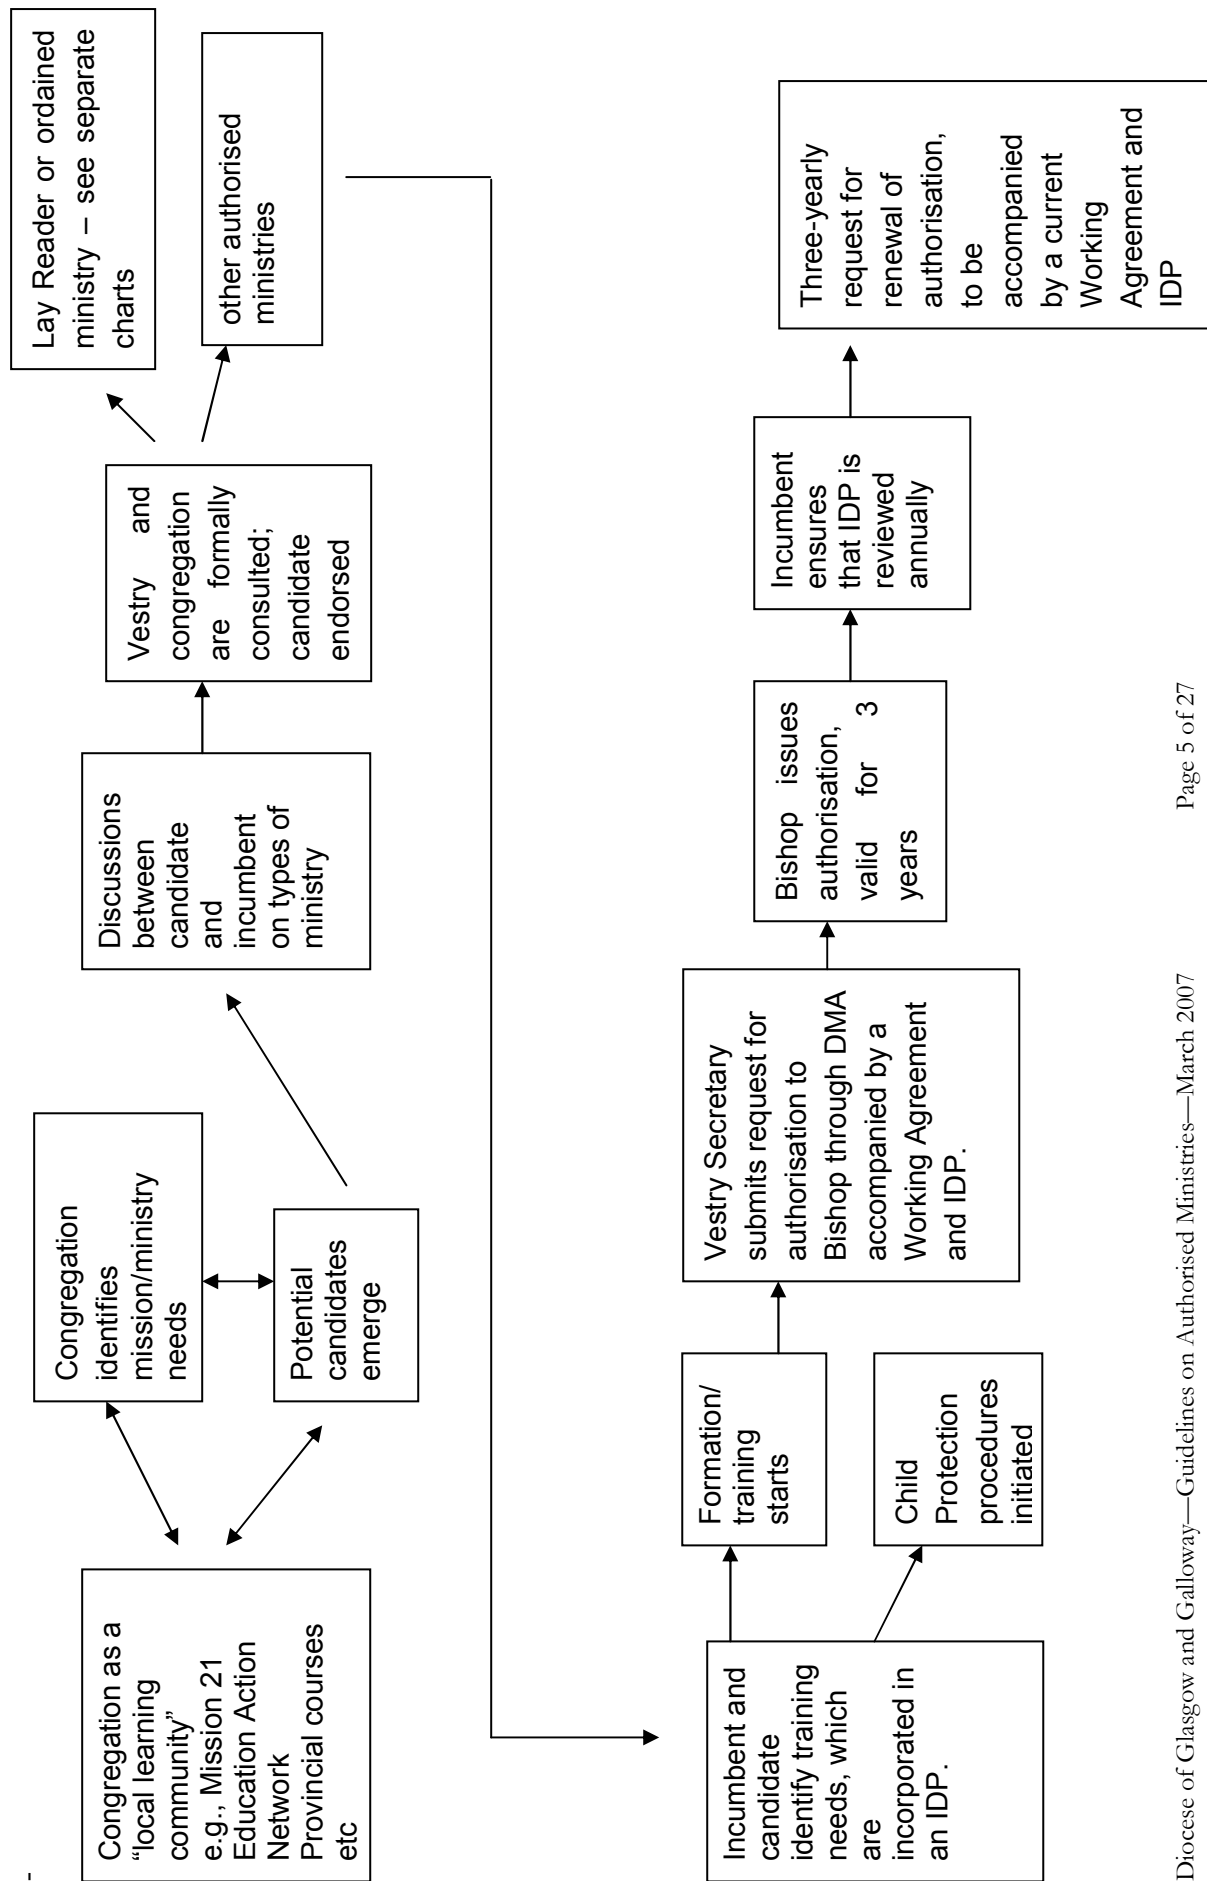 -
Congregation as a
“local learning
community”
e.g., Mission 21
Education Action
Network
Provincial courses
etc
Congregation
identifies
mission/ministry
needs
Potential
candidates
emerge
Discussions
between
candidate
and
incumbent
on types of
ministry
Vestry and
congregation
are formally
consulted;
candidate
endorsed
Lay Reader or ordained
ministry – see separate
charts
other authorised
ministries
Incumbent and
candidate
identify training
needs, which
are
incorporated in
an IDP.
Formation/
training
starts
Child
Protection
procedures
initiated
Vestry Secretary
submits request for
authorisation to
Bishop through DMA
accompanied by a
Working Agreement
and IDP.
Bishop issues
authorisation,
valid for 3
years
Incumbent
ensures
that IDP is
reviewed
annually
Three-yearly
request for
renewal of
authorisation,
to be
accompanied
by a current
Working
Agreement and
IDP
Diocese of Glasgow and Galloway—Guidelines on Authorised Ministries—March 2007 Page 5 of 27